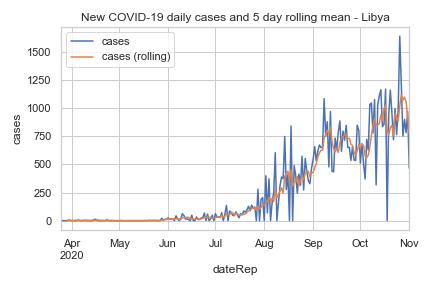 New COVID-19 daily cases and 5 day rolling mean - Libya
cases
cases (rolling)
1500
1250
1000
750
500
250
0
cases
Apr
2020
May
Jun
Jul
Aug
Sep
Oct
Nov
dateRep